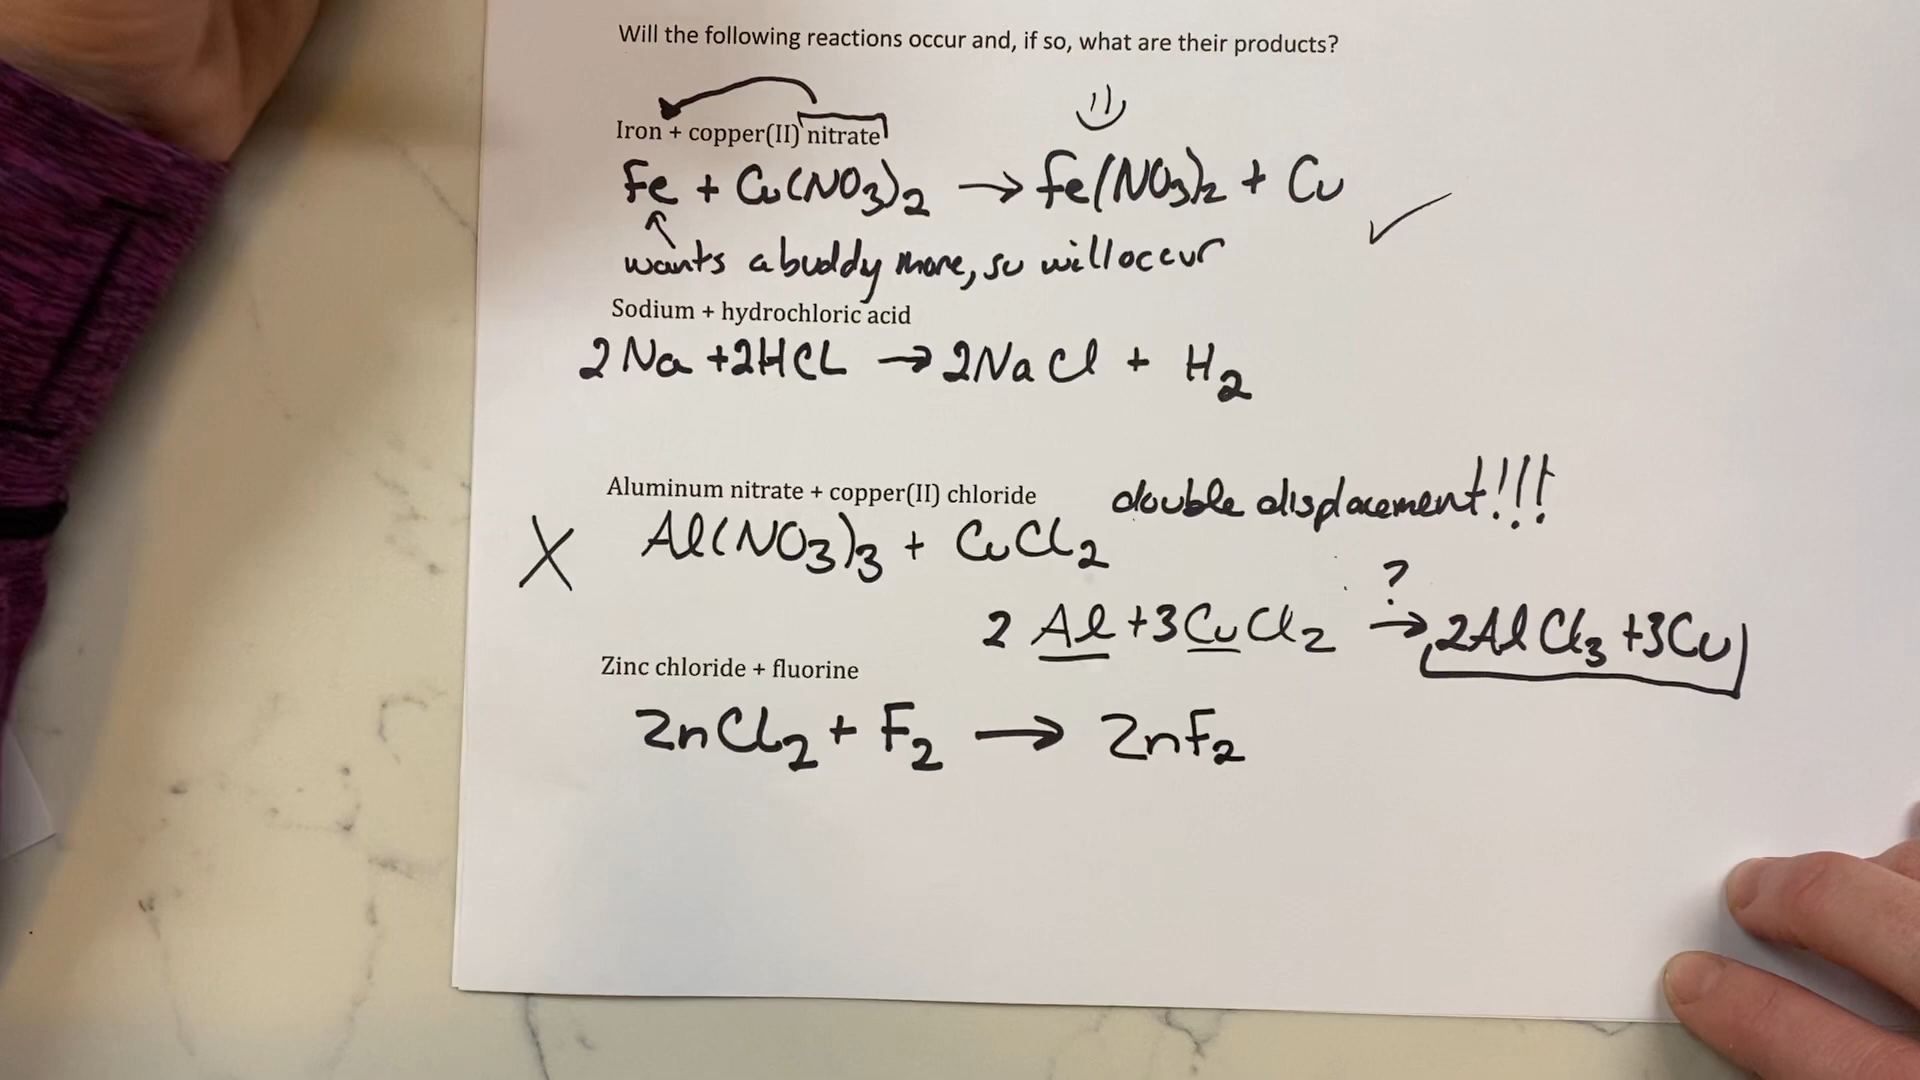 Will the following reactions occur and, if so, what are their products?
Iron + copper(II) nitrate
Fe + Cu(NO3)2 → Fe(NO3)2 + Cu
wants a buddy more, so will occur
Sodium + hydrochloric acid
2Na + 2HCL → 2NaCl + H2
Aluminum nitrate + copper(II) chloride
double displacement!!!!
X Al(NO3)3 + CuCl2
?
2 Al + 3CuCl2 → 2AlCl3 + 3Cu
Zinc chloride + fluorine
ZnCl2 + F2 → ZnF2